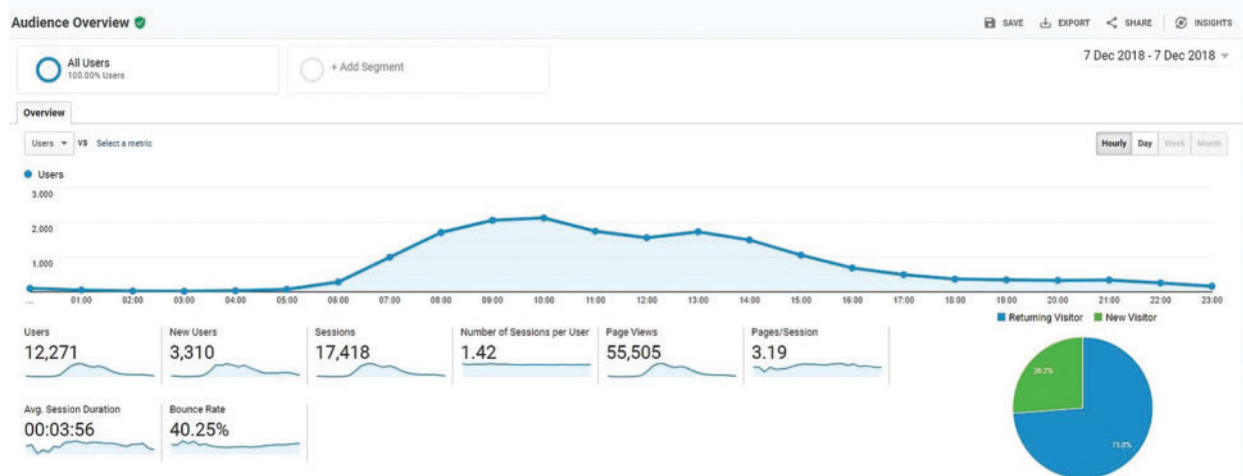 Audience Overview
SAVE EXPORT SHARE INSIGHTS
All Users
100.00% Users
+ Add Segment
7 Dec 2018 - 7 Dec 2018
Overview
Users VS Select a metric
Hourly Day Week Month
Users
3,000
2,000
1,000
... 01:00 02:00 03:00 04:00 05:00 06:00 07:00 08:00 09:00 10:00 11:00 12:00 13:00 14:00 15:00 16:00 17:00 18:00 19:00 20:00 21:00 22:00 23:00
Returning Visitor New Visitor
Users
12,271
New Users
3,310
Sessions
17,418
Number of Sessions per User
1.42
Page Views
55,505
Pages/Session
3.19
Avg. Session Duration
00:03:56
Bounce Rate
40.25%
26.2%
73.8%